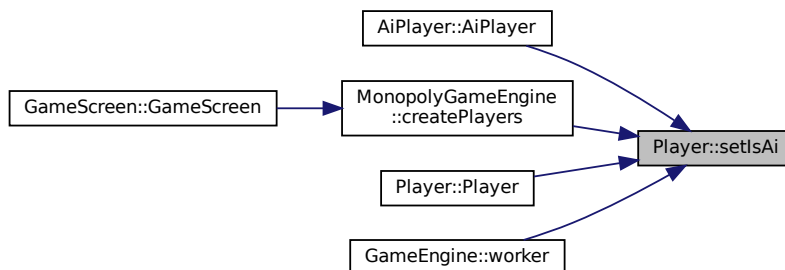 AiPlayer::AiPlayer
GameScreen::GameScreen
MonopolyGameEngine
::createPlayers
Player::setIsAi
Player::Player
GameEngine::worker